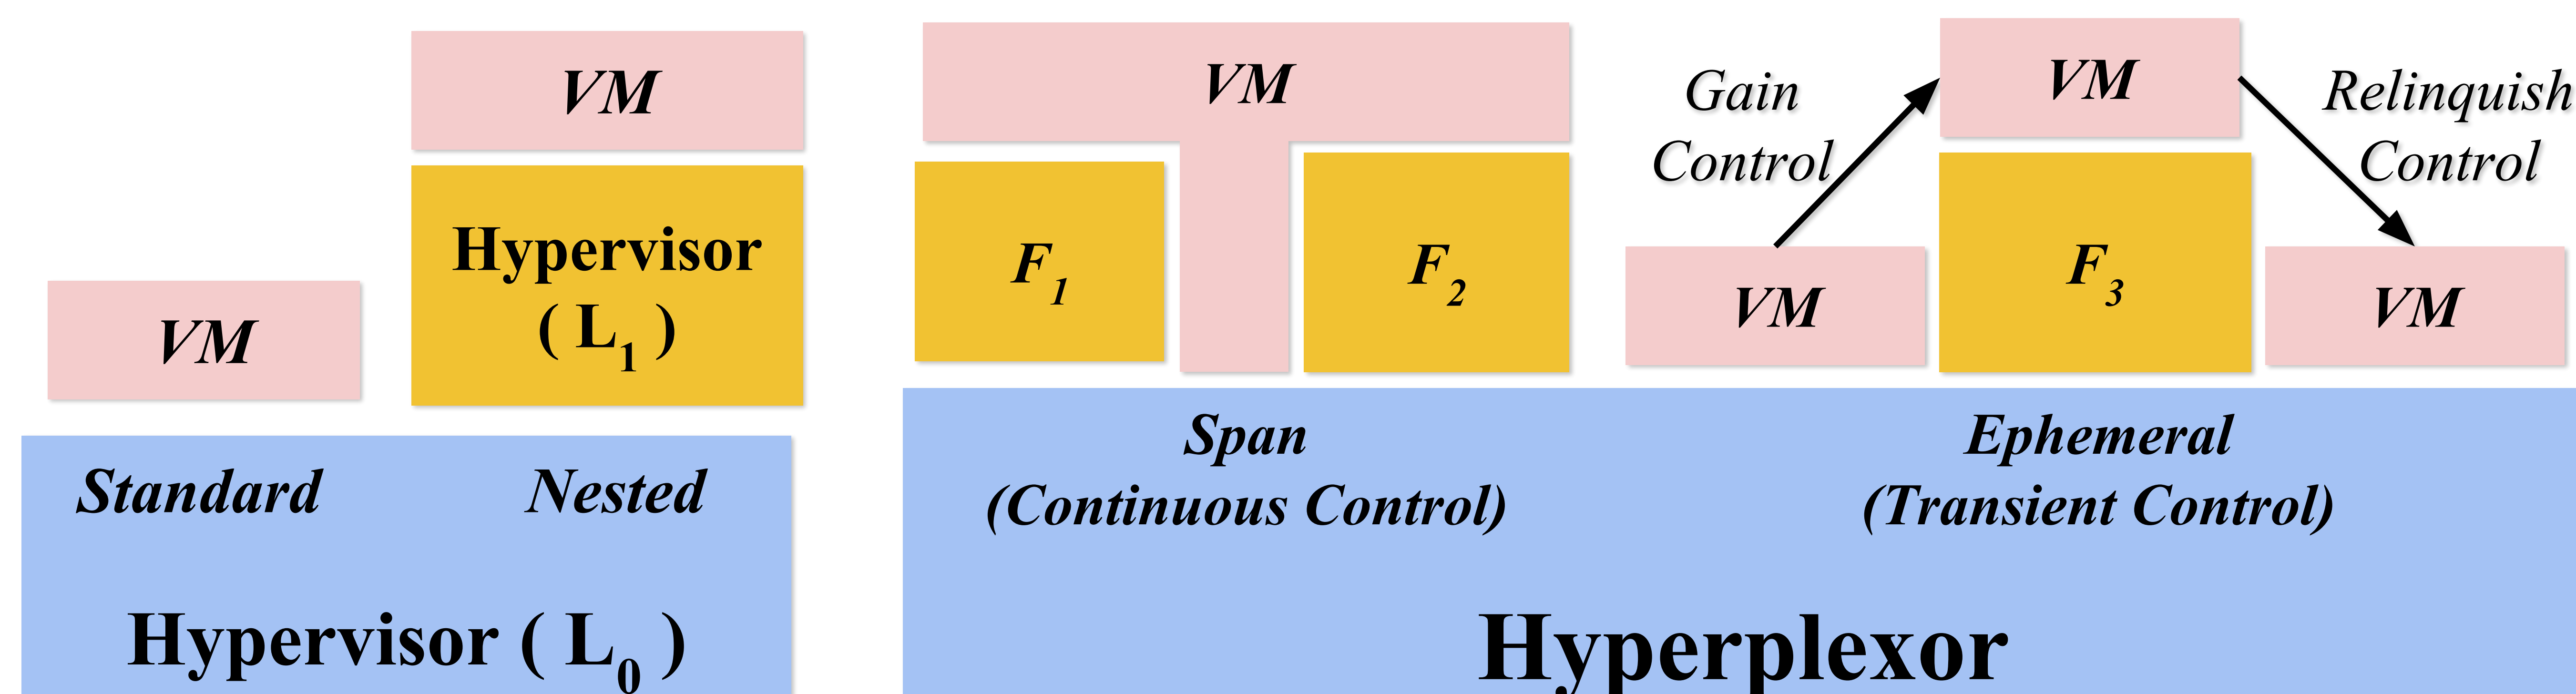 VM
VM
Hypervisor
( L₁ )
Standard
Nested
Hypervisor ( L₀ )
VM
F₁
F₂
Span
(Continuous Control)
Gain
Control
VM
Relinquish
Control
VM
F₃
VM
Ephemeral
(Transient Control)
Hyperplexor